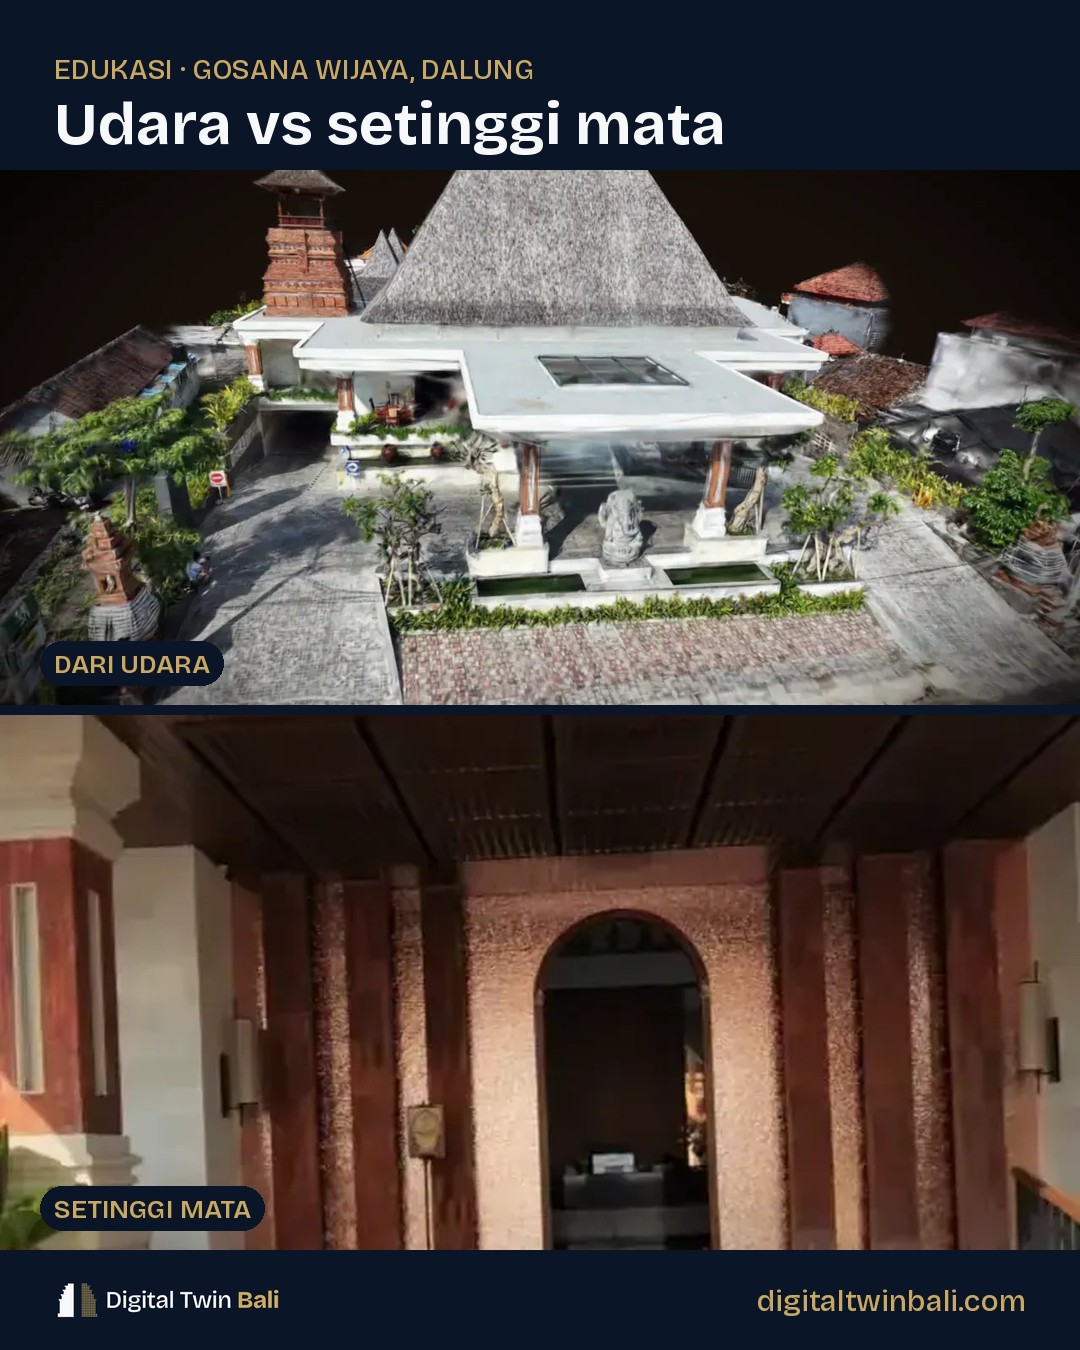 EDUKASI · GOSANA WIJAYA, DALUNG
Udara vs setinggi mata
DARI UDARA
SETINGGI MATA
Digital Twin Bali
digitaltwinbali.com